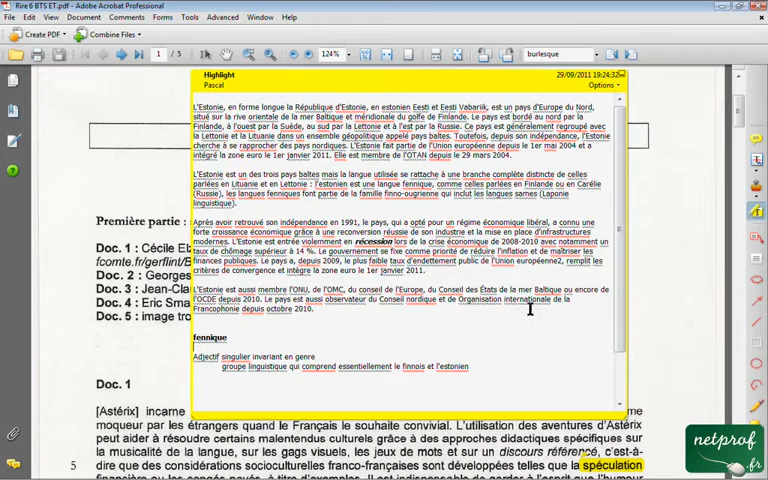 Rire 6 BTS ET.pdf - Adobe Acrobat Professional
File Edit View Document Comments Forms Tools Advanced Window Help
Create PDF Combine Files
1 / 5 124% burlesque
Highlight 29/09/2011 19:24:32
Pascal Options
L'Estonie, en forme longue la République d'Estonie, en estonien Eesti et Eesti Vabariik, est un pays d'Europe du Nord,
situé sur la rive orientale de la mer Baltique et méridionale du golfe de Finlande. Le pays est bordé au nord par la
Finlande, à l'ouest par la Suède, au sud par la Lettonie et à l'est par la Russie. Ce pays est généralement regroupé avec
la Lettonie et la Lituanie dans un ensemble géopolitique appelé pays baltes. Toutefois, depuis son indépendance, l'Estonie
cherche à se rapprocher des pays nordiques. L'Estonie fait partie de l'Union européenne depuis le 1er mai 2004 et a
intégré la zone euro le 1er janvier 2011. Elle est membre de l'OTAN depuis le 29 mars 2004.
L'Estonie est un des trois pays baltes mais la langue utilisée se rattache à une branche complète distincte de celles
parlées en Lituanie et en Lettonie : l'estonien est une langue fennique, comme celles parlées en Finlande ou en Carélie
(Russie), les langues fenniques font partie de la famille finno-ougrienne qui inclut les langues sames (Laponie
linguistique).
Après avoir retrouvé son indépendance en 1991, le pays, qui a opté pour un régime économique libéral, a connu une
forte croissance économique grâce à une reconversion réussie de son industrie et la mise en place d'infrastructures
modernes. L'Estonie est entrée violemment en récession lors de la crise économique de 2008-2010 avec notamment un
taux de chômage supérieur à 14 %. Le gouvernement se fixe comme priorité de réduire l'inflation et de maîtriser les
finances publiques. Le pays a, depuis 2009, le plus faible taux d'endettement public de l'Union européenne2, remplit les
critères de convergence et intègre la zone euro le 1er janvier 2011.
L'Estonie est aussi membre de l'ONU, de l'OMC, du conseil de l'Europe, du Conseil des États de la mer Baltique ou encore de
l'OCDE depuis 2010. Le pays est aussi observateur du Conseil nordique et de Organisation internationale de la
Francophonie depuis octobre 2010.
fennique
Adjectif singulier invariant en genre
groupe linguistique qui comprend essentiellement le finnois et l'estonien
Première partie :
Doc. 1 : Cécile El
fcomte.fr/gerflint/B
Doc. 2 : Georges
Doc. 3 : Jean-Cla
Doc. 4 : Eric Sma
Doc. 5 : image tro
Doc. 1
[Astérix] incarne
moqueur par les étrangers quand le Français le souhaite convivial. L'utilisation des aventures d'Astérix
peut aider à résoudre certains malentendus culturels grâce à des approches didactiques spécifiques sur
la musicalité de la langue, sur les gags visuels, les jeux de mots et sur un discours référencé, c'est-à-
5 dire que des considérations socioculturelles franco-françaises sont développées telles que la spéculation
netprof
.fr